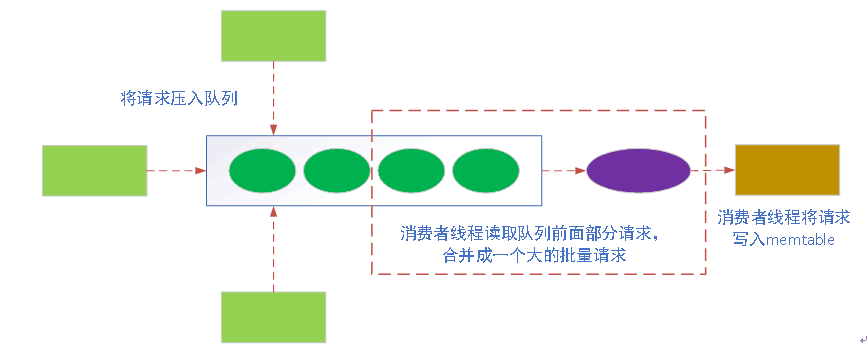 将请求压入队列
消费者线程读取队列前面部分请求，
合并成一个大的批量请求
消费者线程将请求
写入memtable